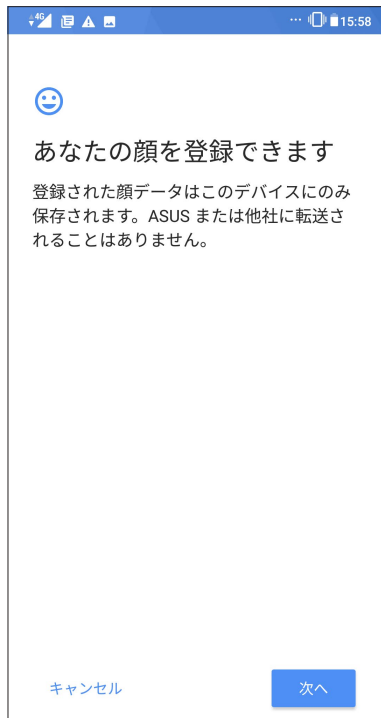 4G 15:58
あなたの顔を登録できます
登録された顔データはこのデバイスにのみ
保存されます。ASUS または他社に転送さ
れることはありません。
キャンセル 次へ